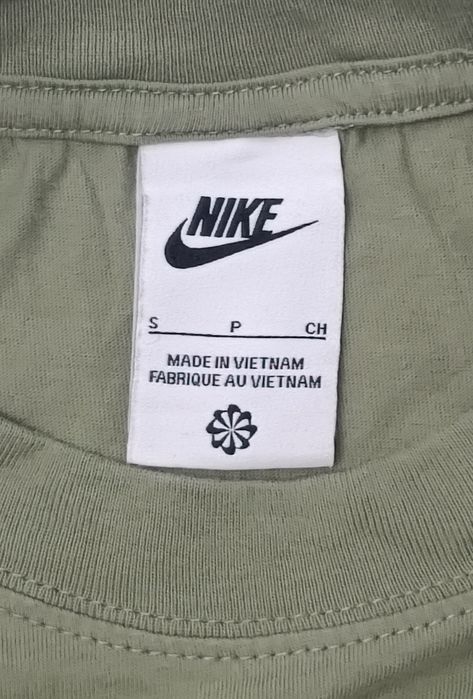 NIKE
S P CH
MADE IN VIETNAM
FABRIQUE AU VIETNAM